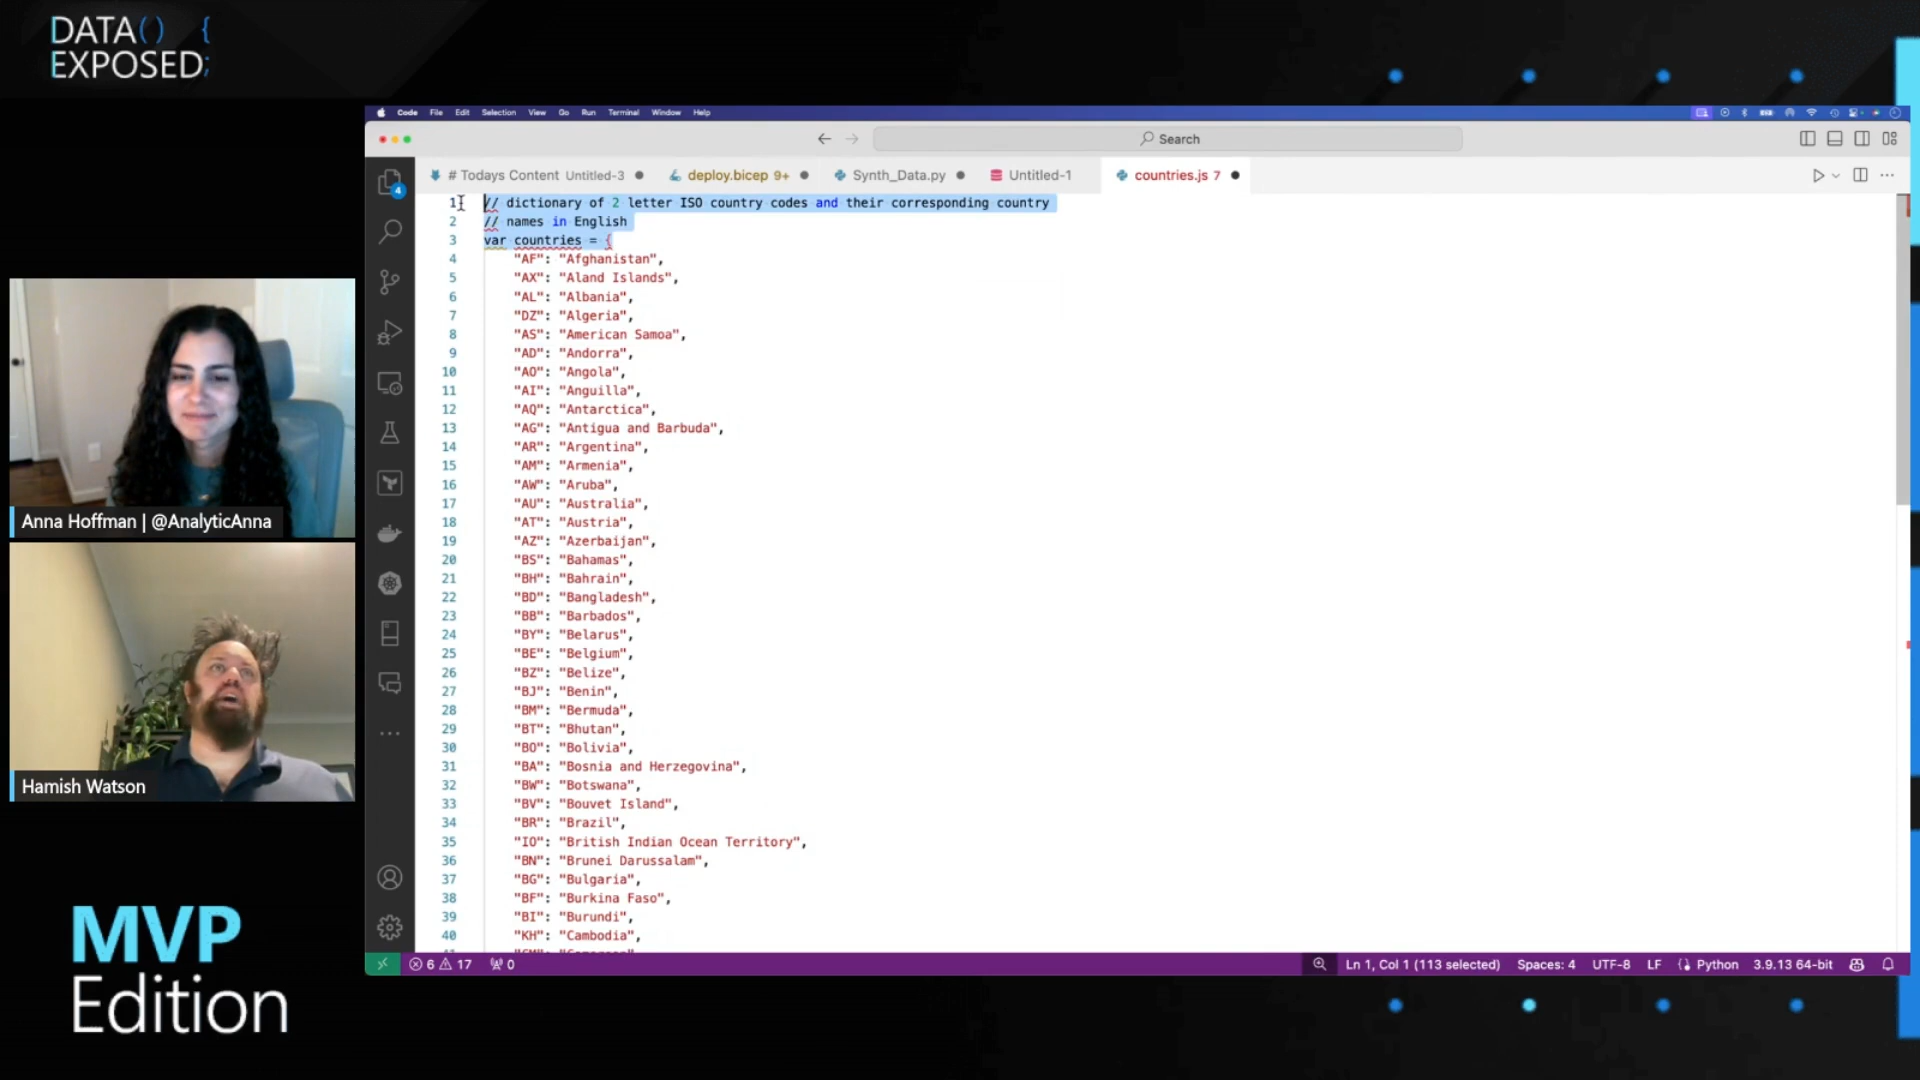 DATA() {
EXPOSED;
Code File Edit Selection View Go Run Terminal Window Help
Search
# Todays Content Untitled-3
deploy.bicep 9+
Synth_Data.py
Untitled-1
countries.js 7
4
1 // dictionary of 2 letter ISO country codes and their corresponding country
2 // names in English
3 var countries = {
4 "AF": "Afghanistan",
5 "AX": "Aland Islands",
6 "AL": "Albania",
7 "DZ": "Algeria",
8 "AS": "American Samoa",
9 "AD": "Andorra",
10 "AO": "Angola",
11 "AI": "Anguilla",
12 "AQ": "Antarctica",
13 "AG": "Antigua and Barbuda",
14 "AR": "Argentina",
15 "AM": "Armenia",
16 "AW": "Aruba",
17 "AU": "Australia",
18 "AT": "Austria",
19 "AZ": "Azerbaijan",
20 "BS": "Bahamas",
21 "BH": "Bahrain",
22 "BD": "Bangladesh",
23 "BB": "Barbados",
24 "BY": "Belarus",
25 "BE": "Belgium",
26 "BZ": "Belize",
27 "BJ": "Benin",
28 "BM": "Bermuda",
29 "BT": "Bhutan",
30 "BO": "Bolivia",
31 "BA": "Bosnia and Herzegovina",
32 "BW": "Botswana",
33 "BV": "Bouvet Island",
34 "BR": "Brazil",
35 "IO": "British Indian Ocean Territory",
36 "BN": "Brunei Darussalam",
37 "BG": "Bulgaria",
38 "BF": "Burkina Faso",
39 "BI": "Burundi",
40 "KH": "Cambodia",
6 17 0
Ln 1, Col 1 (113 selected) Spaces: 4 UTF-8 LF Python 3.9.13 64-bit
Anna Hoffman | @AnalyticAnna
Hamish Watson
MVP
Edition